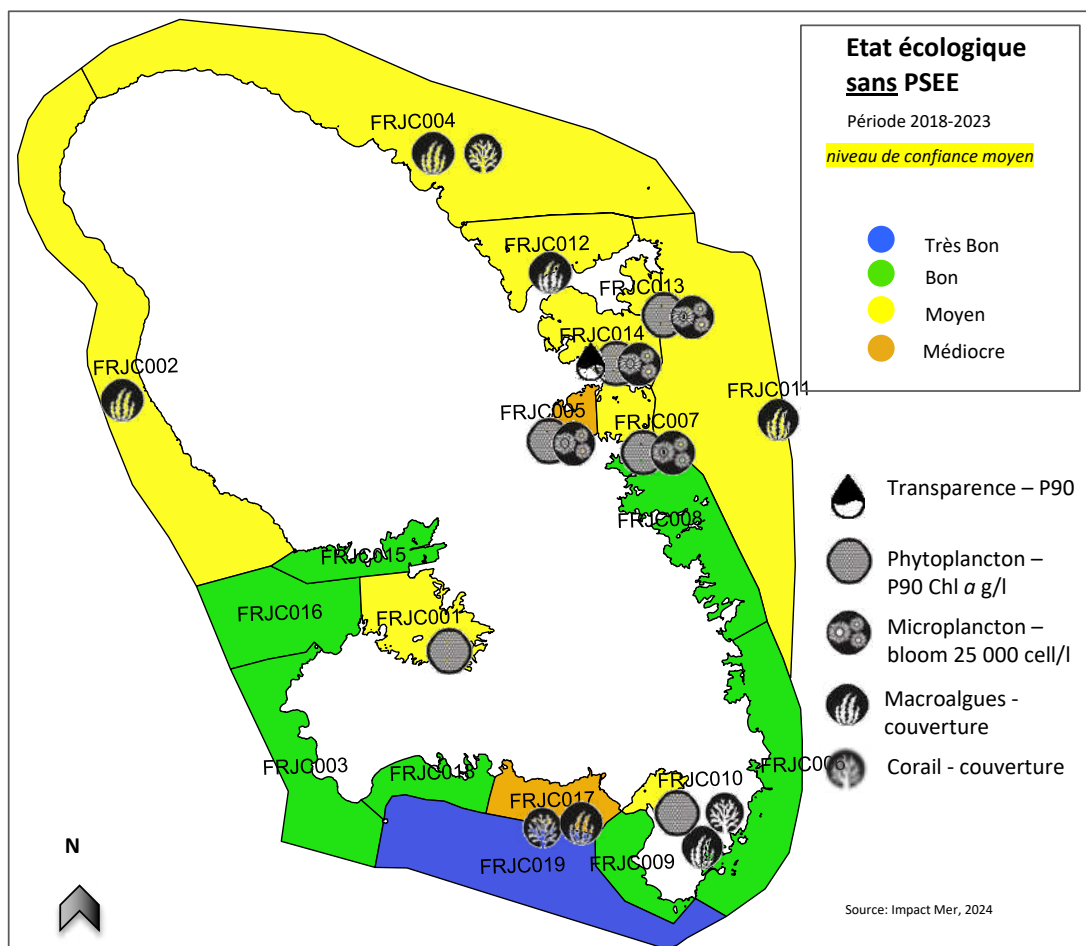 Etat écologique
sans PSEE
Période 2018-2023
niveau de confiance moyen
Très Bon
Bon
Moyen
Médiocre
FRJC004
FRJC012
FRJC013
FRJC014
FRJC002
FRJC011
FRJC005
FRJC007
FRJC008
FRJC015
FRJC016
FRJC001
FRJC003
FRJC018
FRJC017
FRJC010
FRJC006
FRJC019
FRJC009
Transparence – P90
Phytoplancton –
P90 Chl a g/l
Microplancton –
bloom 25 000 cell/l
Macroalgues -
couverture
Corail - couverture
N
Source: Impact Mer, 2024